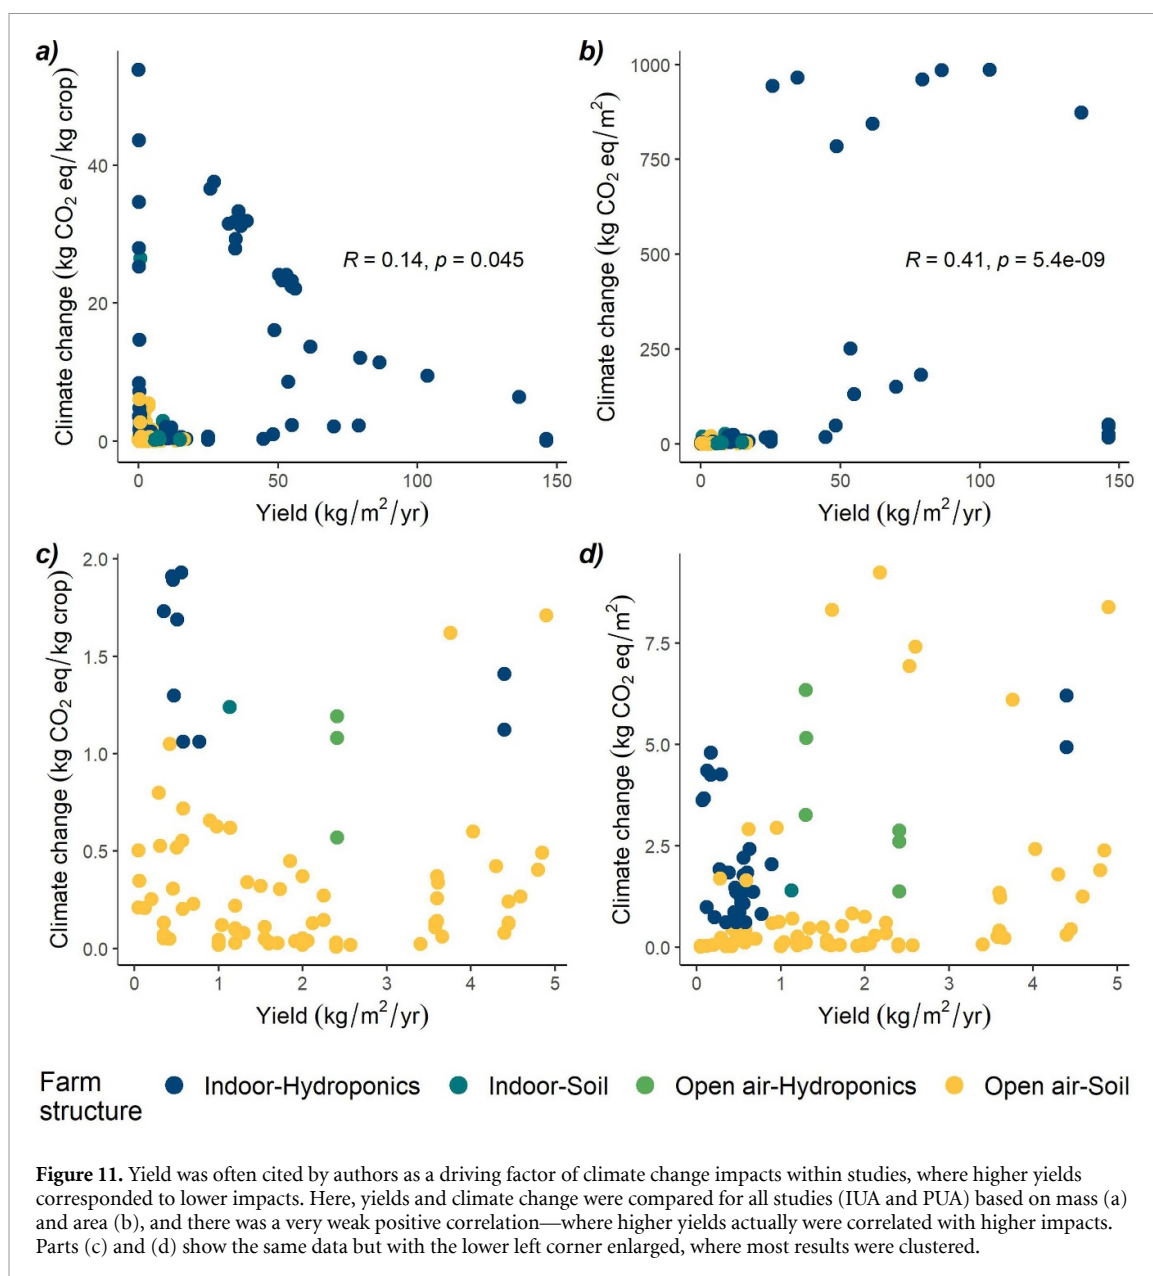 a)
Climate change (kg CO2 eq/kg crop)
40
20
0
R = 0.14, p = 0.045
0 50 100 150
Yield (kg/m²/yr)
b)
Climate change (kg CO2 eq/m²)
1000
750
500
250
0
R = 0.41, p = 5.4e-09
0 50 100 150
Yield (kg/m²/yr)
c)
Climate change (kg CO2 eq/kg crop)
2.0
1.5
1.0
0.5
0.0
0 1 2 3 4 5
Yield (kg/m²/yr)
d)
Climate change (kg CO2 eq/m²)
7.5
5.0
2.5
0.0
0 1 2 3 4 5
Yield (kg/m²/yr)
Farm
structure
Indoor-Hydroponics Indoor-Soil Open air-Hydroponics Open air-Soil
Figure 11. Yield was often cited by authors as a driving factor of climate change impacts within studies, where higher yields
corresponded to lower impacts. Here, yields and climate change were compared for all studies (IUA and PUA) based on mass (a)
and area (b), and there was a very weak positive correlation—where higher yields actually were correlated with higher impacts.
Parts (c) and (d) show the same data but with the lower left corner enlarged, where most results were clustered.